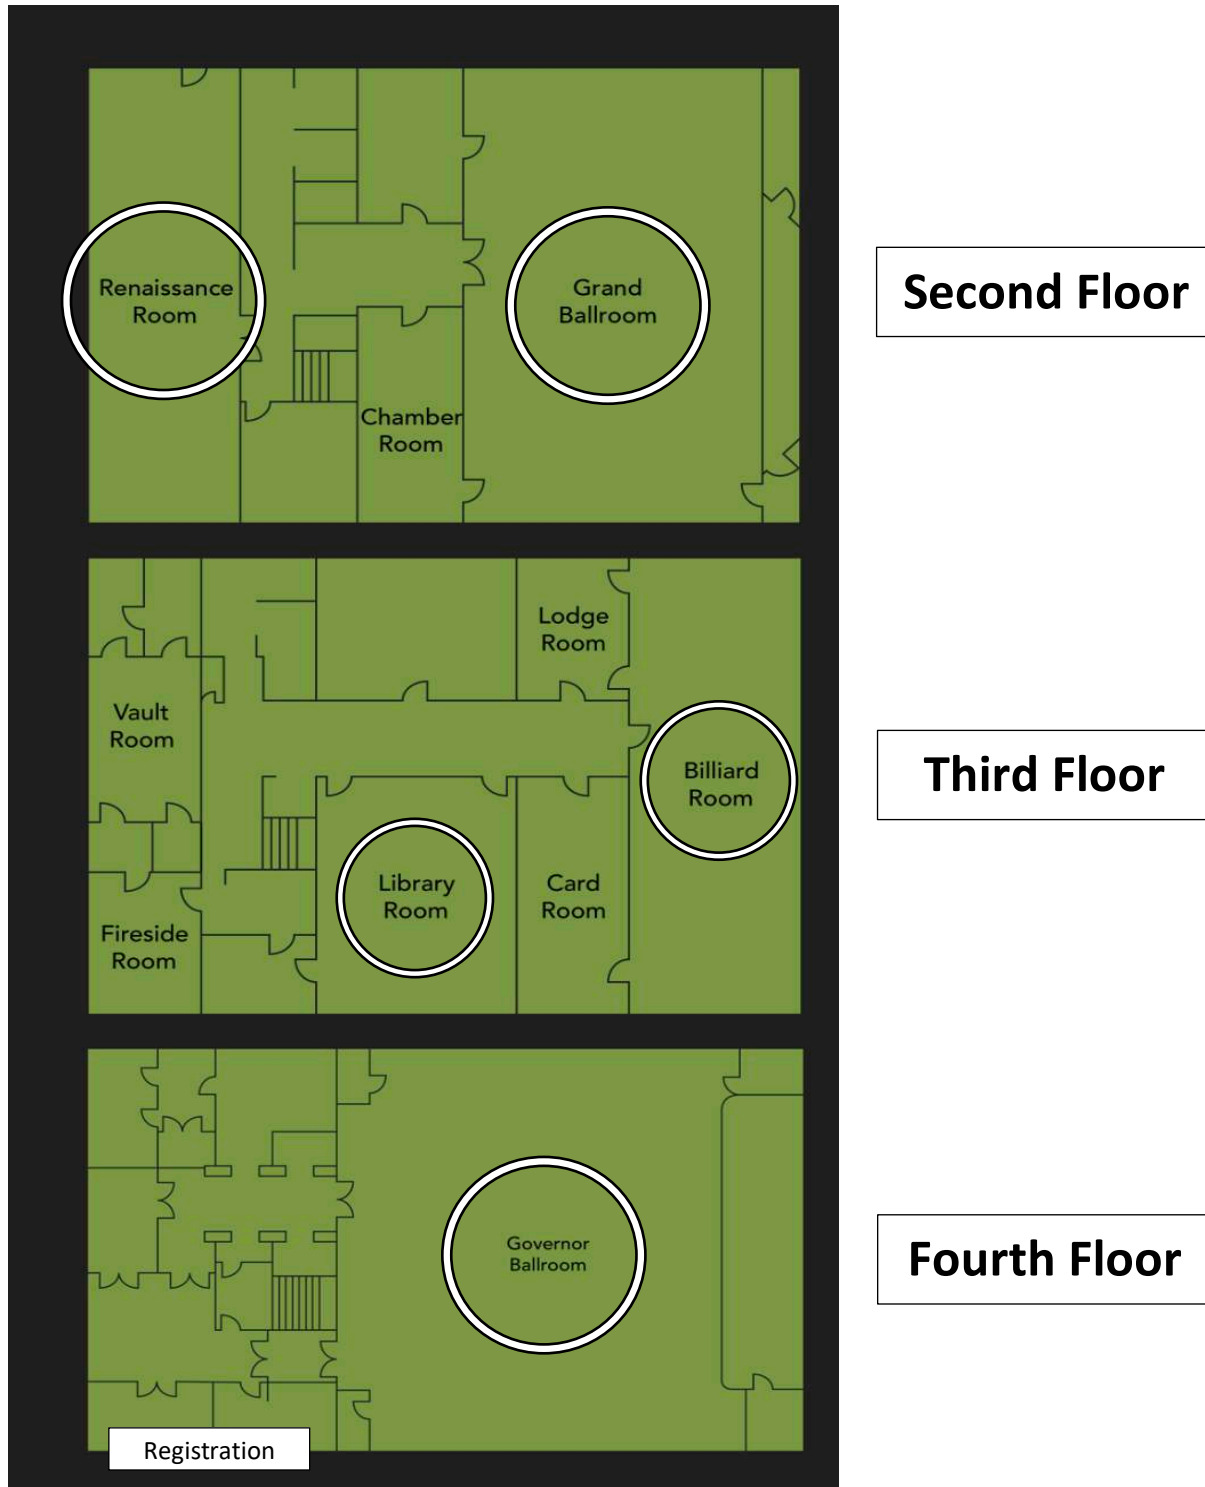 Renaissance
Room
Grand
Ballroom
Chamber
Room
Second Floor
Lodge
Room
Vault
Room
Billiard
Room
Library
Room
Card
Room
Fireside
Room
Third Floor
Governor
Ballroom
Registration
Fourth Floor